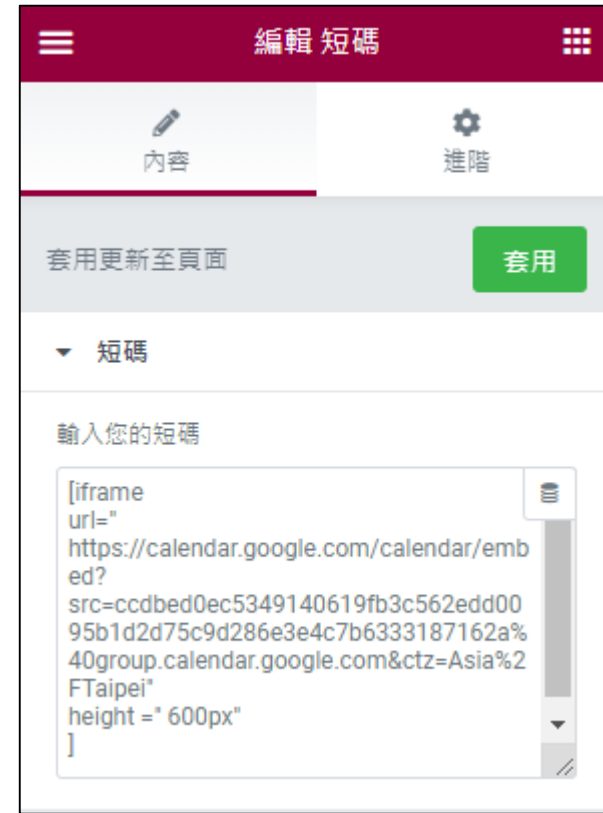 編輯 短碼
內容
進階
套用更新至頁面
套用
短碼
輸入您的短碼
[iframe
url="
https://calendar.google.com/calendar/emb
ed?
src=ccdbed0ec5349140619fb3c562edd00
95b1d2d75c9d286e3e4c7b6333187162a%
40group.calendar.google.com&ctz=Asia%2
FTaipei"
height =" 600px"
]